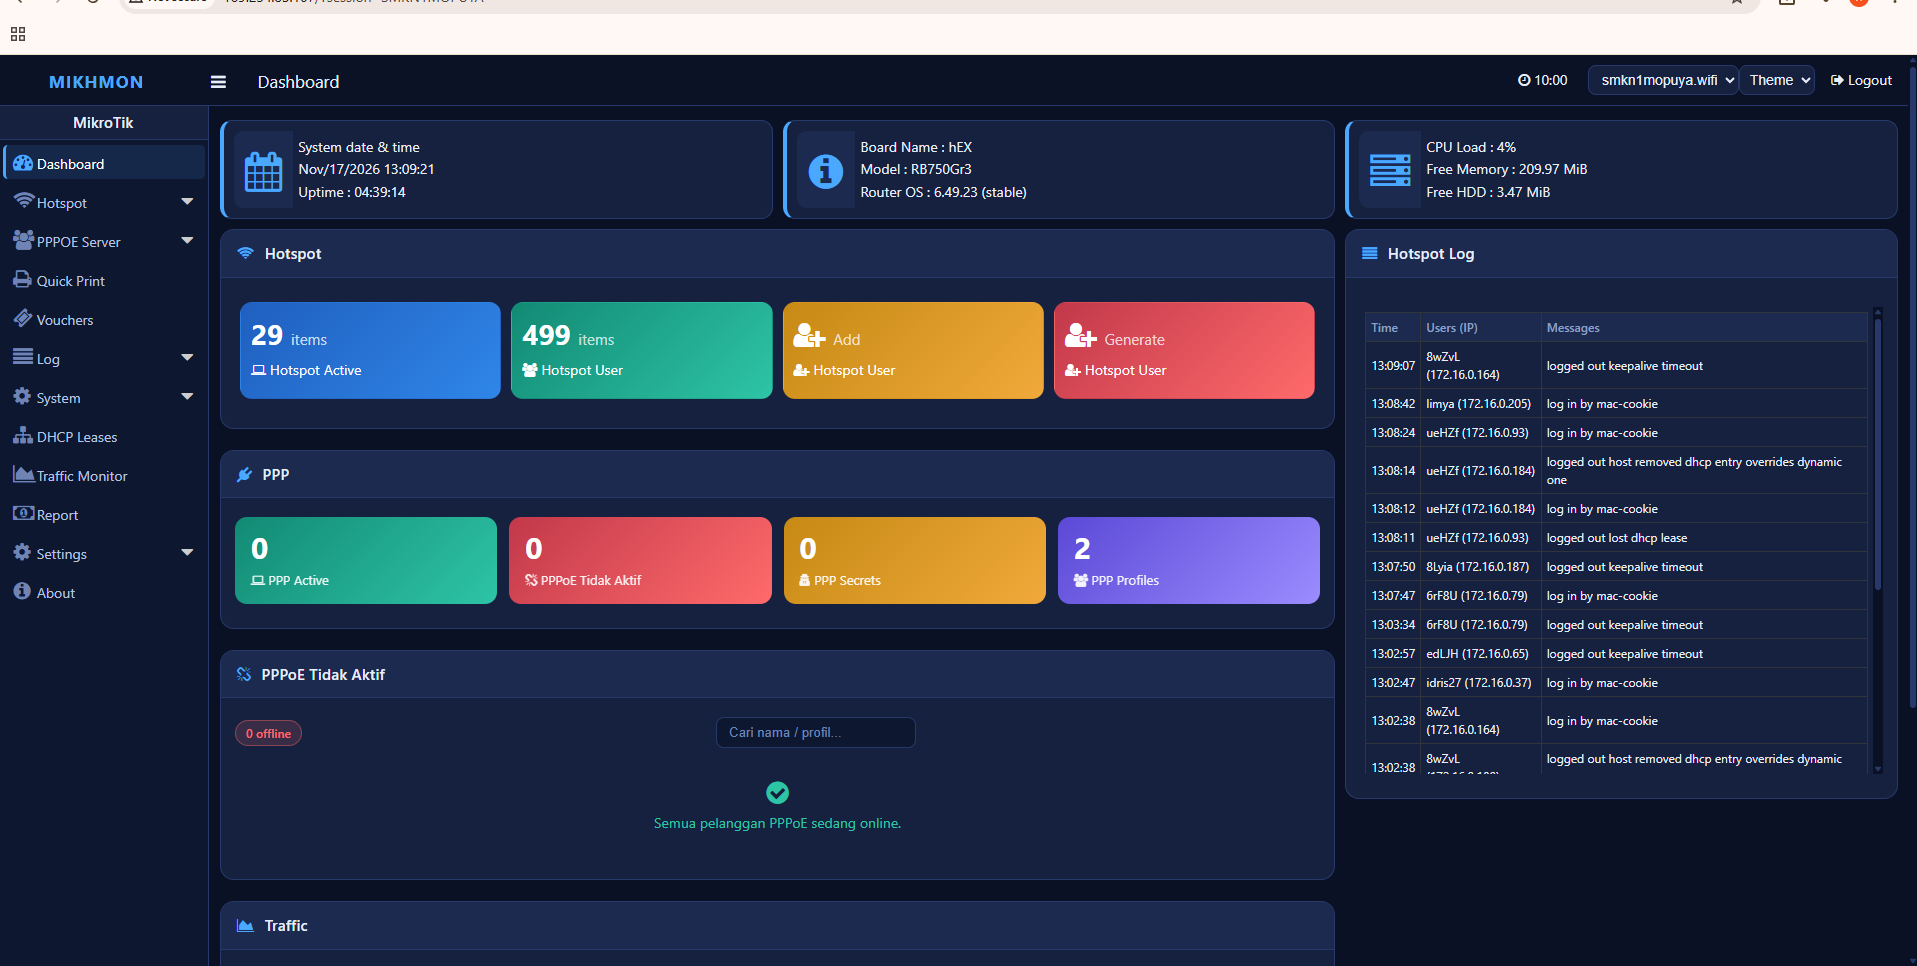 MIKHMON
Dashboard
10:00
smkn1mopuya.wifi
Theme
Logout
MikroTik
Dashboard
Hotspot
PPPOE Server
Quick Print
Vouchers
Log
System
DHCP Leases
Traffic Monitor
Report
Settings
About
System date & time
Nov/17/2026 13:09:21
Uptime : 04:39:14
Board Name : hEX
Model : RB750Gr3
Router OS : 6.49.23 (stable)
CPU Load : 4%
Free Memory : 209.97 MiB
Free HDD : 3.47 MiB
Hotspot
29 items
Hotspot Active
499 items
Hotspot User
Add
Hotspot User
Generate
Hotspot User
PPP
0
PPP Active
0
PPPoE Tidak Aktif
0
PPP Secrets
2
PPP Profiles
PPPoE Tidak Aktif
0 offline
Cari nama / profil...
Semua pelanggan PPPoE sedang online.
Traffic
Hotspot Log
Time Users (IP) Messages
13:09:07 8wZvL (172.16.0.164) logged out keepalive timeout
13:08:42 limya (172.16.0.205) log in by mac-cookie
13:08:24 ueHZf (172.16.0.93) log in by mac-cookie
13:08:14 ueHZf (172.16.0.184) logged out host removed dhcp entry overrides dynamic one
13:08:12 ueHZf (172.16.0.184) log in by mac-cookie
13:08:11 ueHZf (172.16.0.93) logged out lost dhcp lease
13:07:50 8Lyia (172.16.0.187) logged out keepalive timeout
13:07:47 6rF8U (172.16.0.79) log in by mac-cookie
13:03:34 6rF8U (172.16.0.79) logged out keepalive timeout
13:02:57 edLJH (172.16.0.65) logged out keepalive timeout
13:02:47 idris27 (172.16.0.37) log in by mac-cookie
13:02:38 8wZvL (172.16.0.164) log in by mac-cookie
13:02:38 8wZvL logged out host removed dhcp entry overrides dynamic